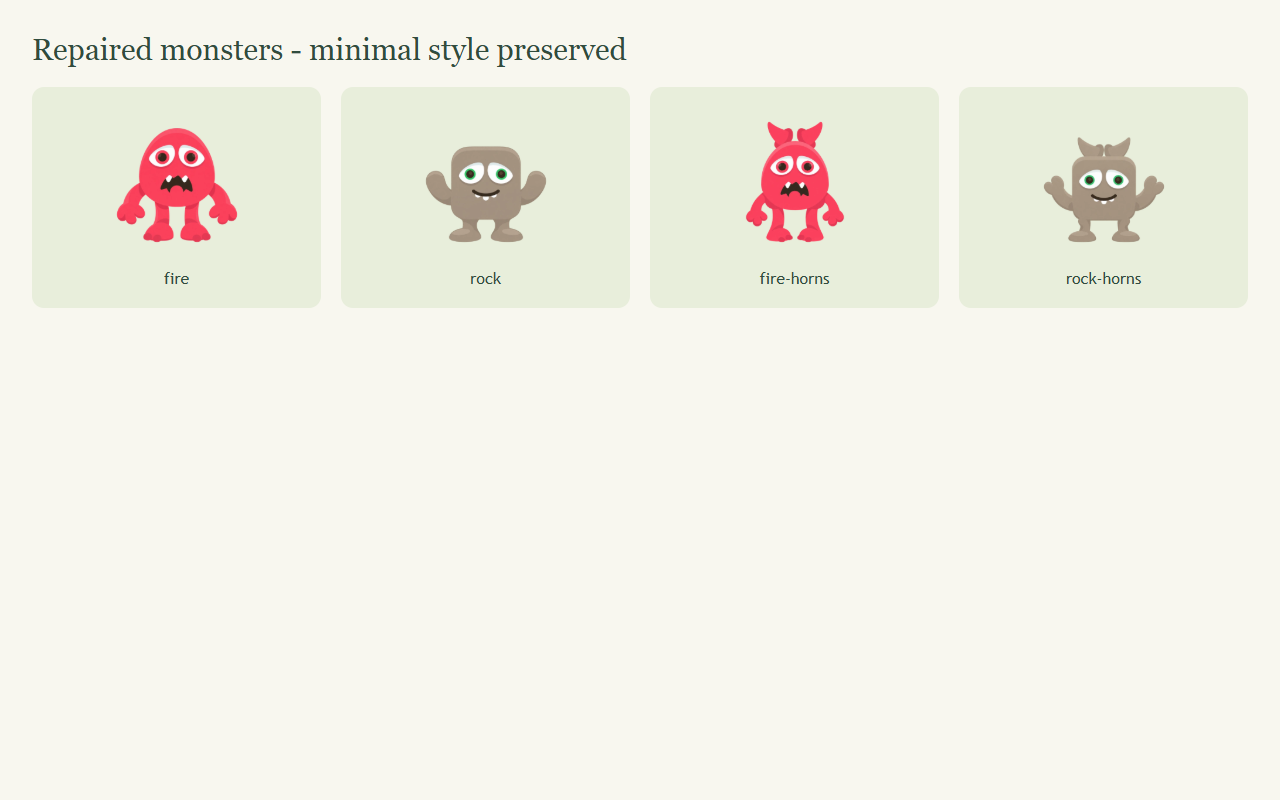 Repaired monsters - minimal style preserved
fire
rock
fire-horns
rock-horns